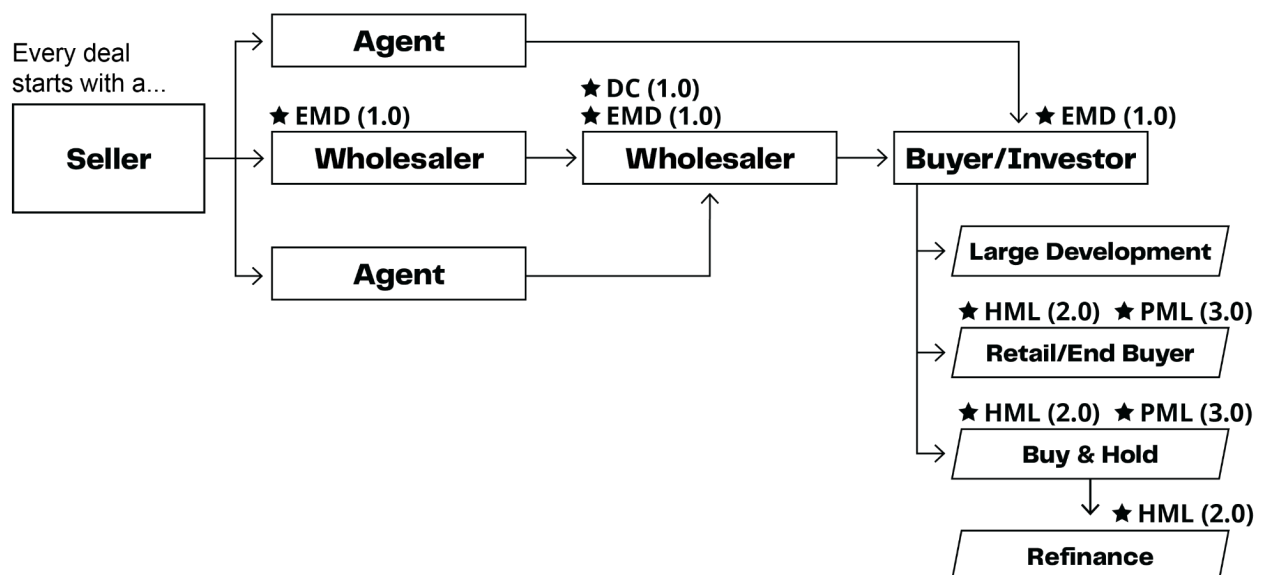 Every deal
starts with a...
Seller
Agent
★ EMD (1.0)
Wholesaler
Agent
★ DC (1.0)
★ EMD (1.0)
Wholesaler
★ EMD (1.0)
Buyer/Investor
Large Development
★ HML (2.0) ★ PML (3.0)
Retail/End Buyer
★ HML (2.0) ★ PML (3.0)
Buy & Hold
★ HML (2.0)
Refinance